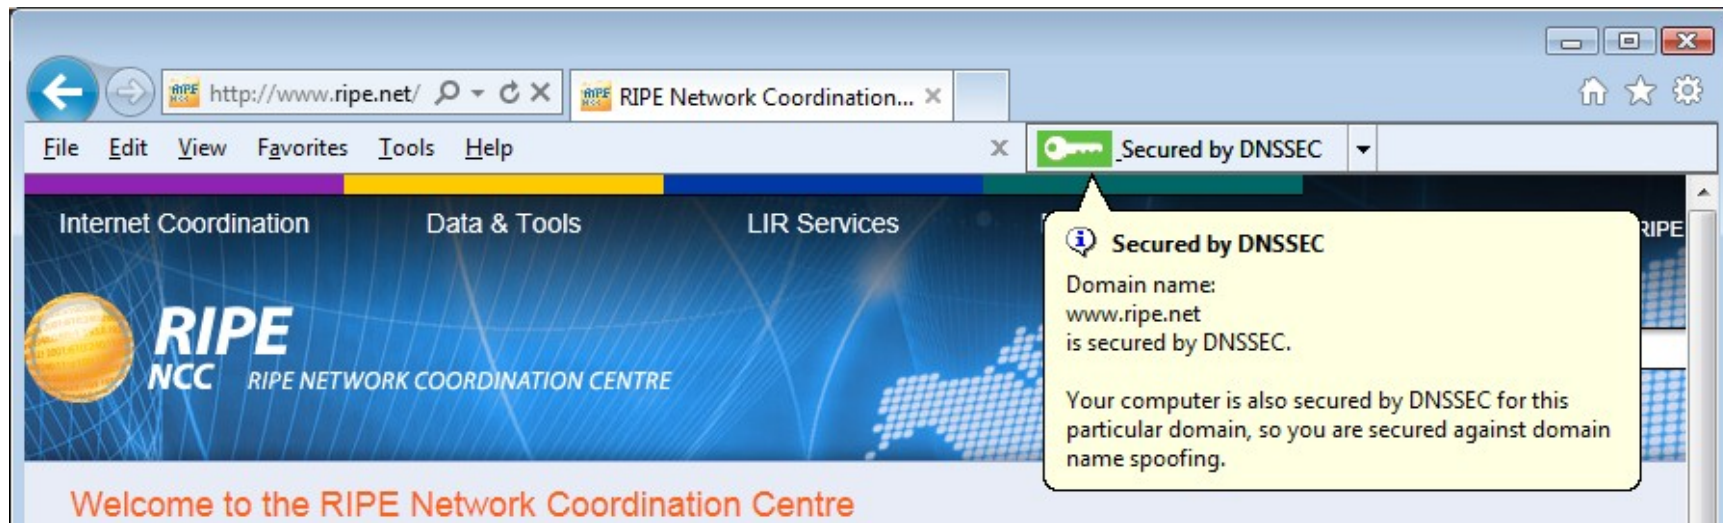 http://www.ripe.net/
RIPE Network Coordination...
File Edit View Favorites Tools Help
Secured by DNSSEC
Internet Coordination
Data & Tools
LIR Services
RIPE
Secured by DNSSEC
Domain name:
www.ripe.net
is secured by DNSSEC.
Your computer is also secured by DNSSEC for this
particular domain, so you are secured against domain
name spoofing.
RIPE
NCC RIPE NETWORK COORDINATION CENTRE
Welcome to the RIPE Network Coordination Centre